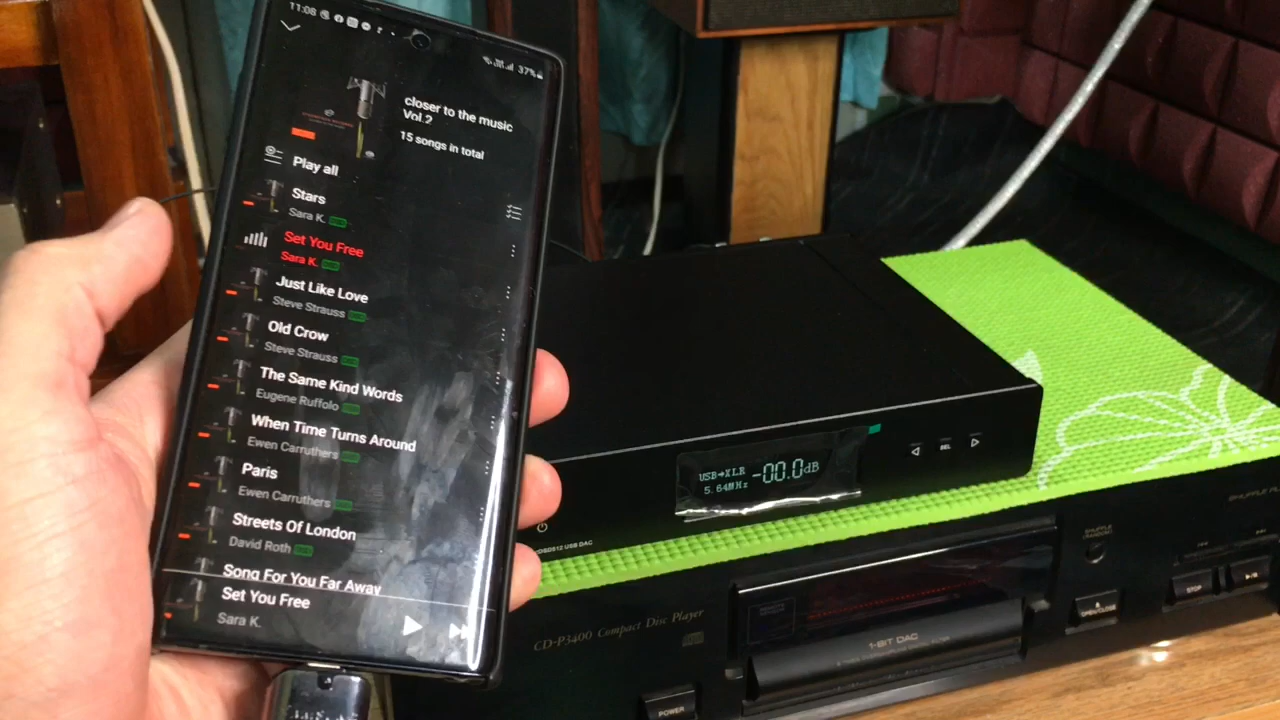 11:08
37%
closer to the music
Vol.2
15 songs in total
Play all
Stars
Sara K.
Set You Free
Sara K.
Just Like Love
Steve Strauss
Old Crow
Steve Strauss
The Same Kind Words
Eugene Ruffolo
When Time Turns Around
Ewen Carruthers
Paris
Ewen Carruthers
Streets Of London
David Roth
Song For You Far Away
Set You Free
Sara K.
USB→XLR -00.0dB
5.64MHz
SEL
DSD512 USB DAC
CD-P3400 Compact Disc Player
1-BIT DAC
POWER
OPEN/CLOSE
STOP